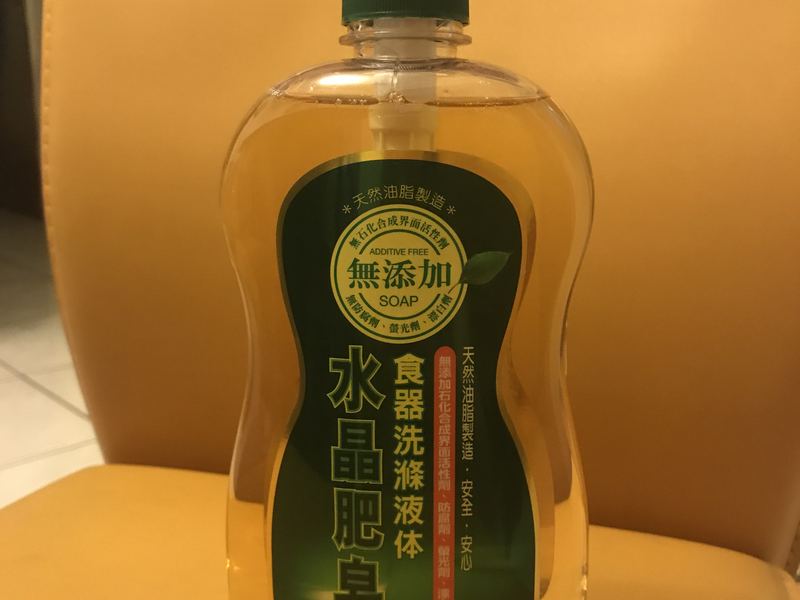 *天然油脂製造*
無石化合成界面活性劑
ADDITIVE FREE
無添加
SOAP
無防腐劑、螢光劑、漂白劑
天然油脂製造·安全·安心
無添加石化合成界面活性劑、防腐劑、螢光劑、漂
食器洗滌液体
水晶肥皂